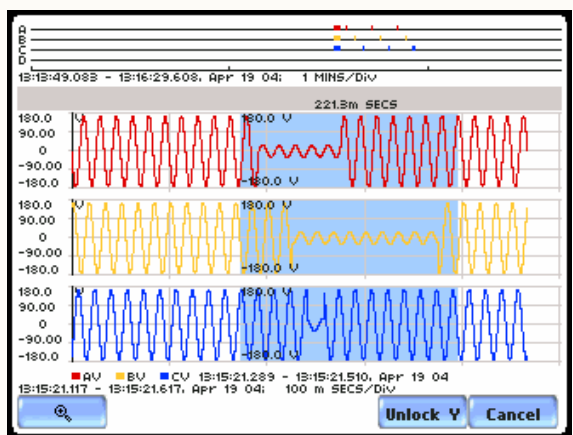 A
B
C
D
13:13:49.083 - 13:16:29.608, Apr 19 04; 1 MINS/Div
221.3m SECS
180.0 V 180.0 V
90.00
0
-90.00
-180.0 -180.0 V
180.0 V 180.0 V
90.00
0
-90.00
-180.0 -180.0 V
180.0 V 180.0 V
90.00
0
-90.00
-180.0 -180.0 V
AV BV CV 13:15:21.289 - 13:15:21.510, Apr 19 04
13:15:21.117 - 13:15:21.617, Apr 19 04; 100 m SECS/Div
Unlock Y Cancel